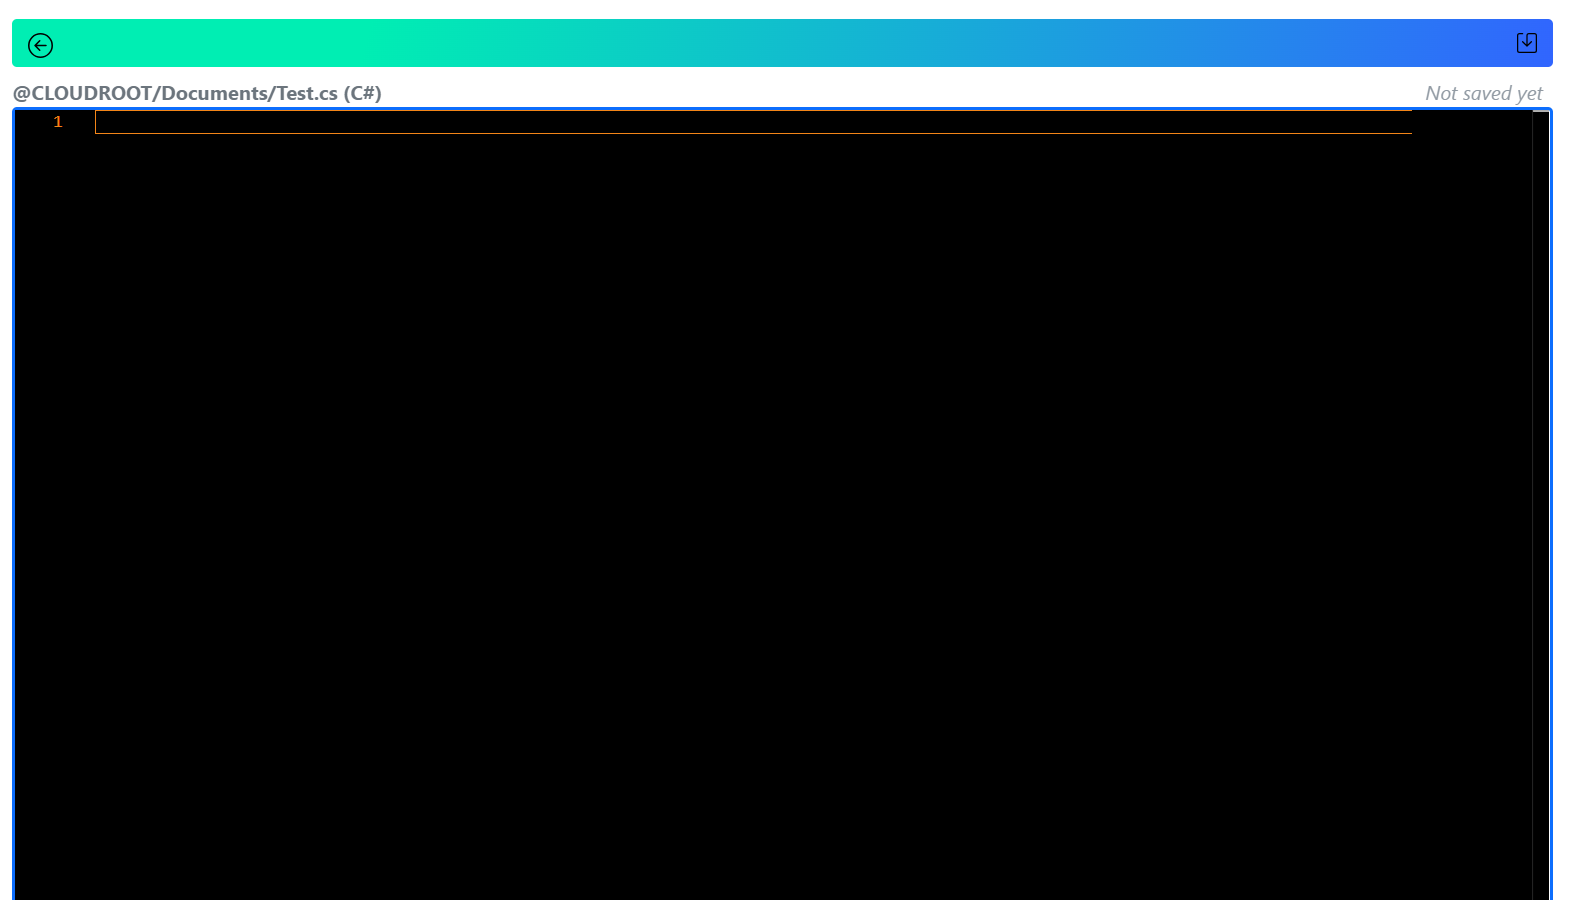 @CLOUDROOT/Documents/Test.cs (C#)
Not saved yet
1